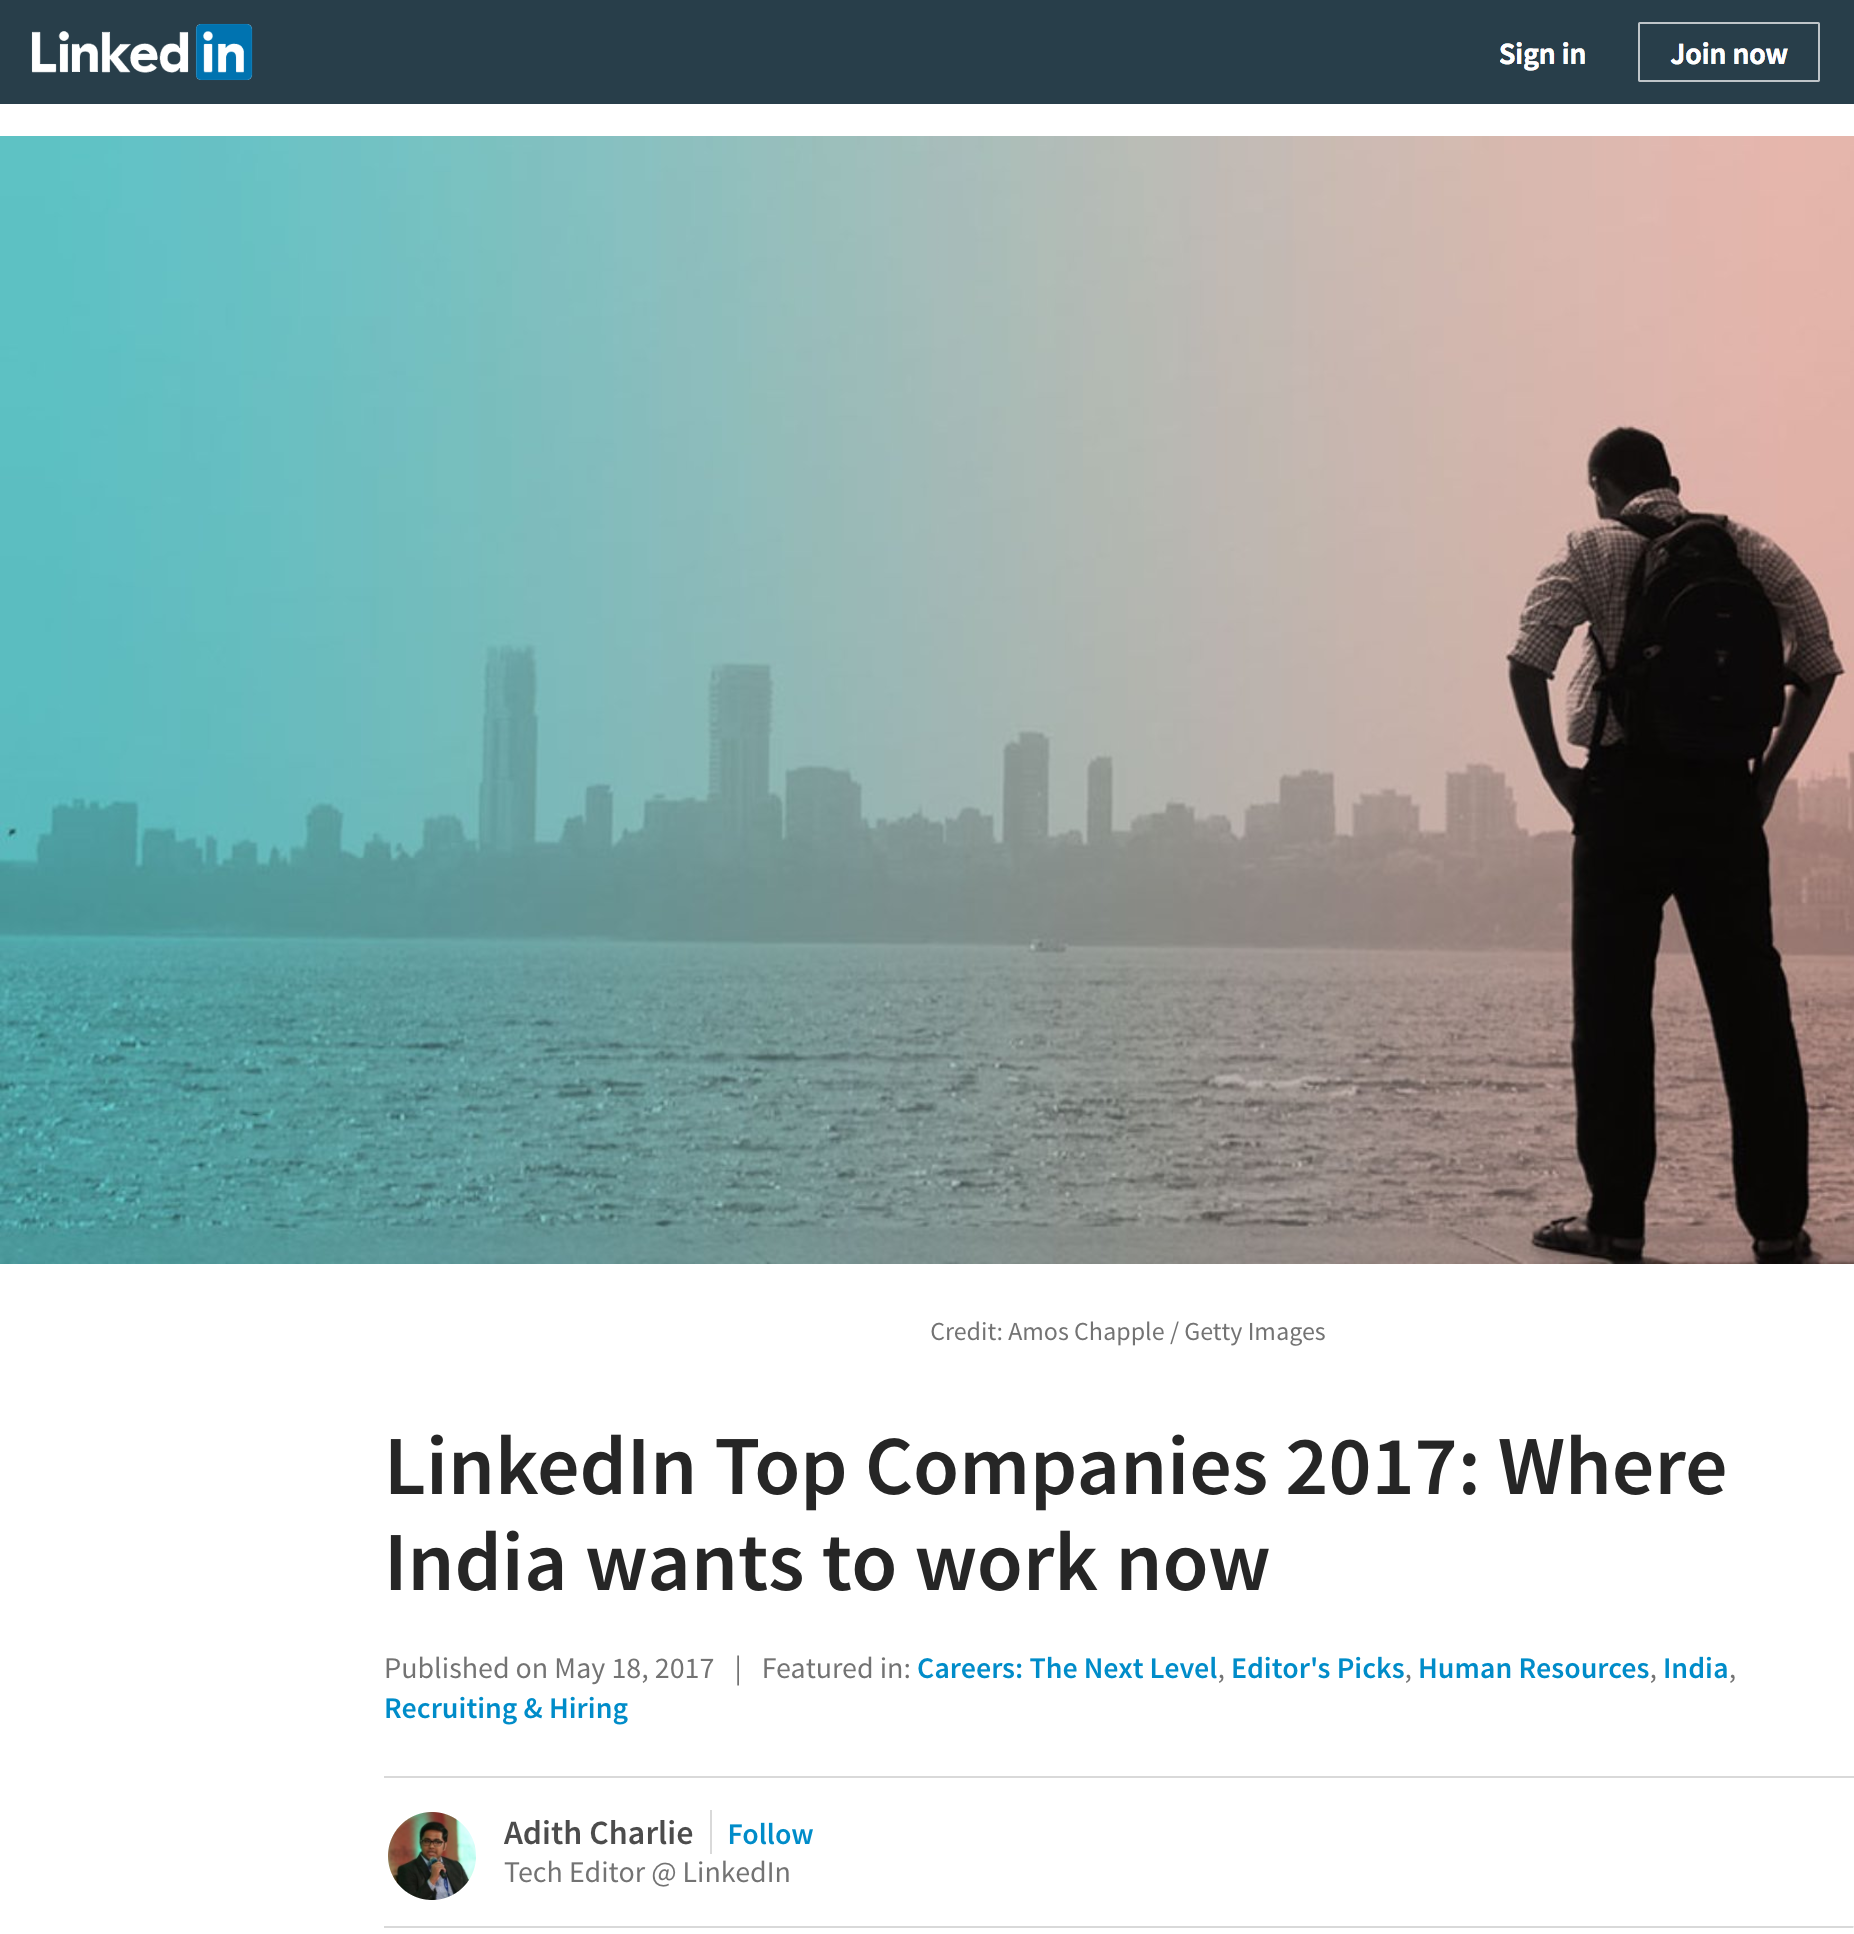 Linked in
Sign in
Join now
Credit: Amos Chapple / Getty Images
LinkedIn Top Companies 2017: Where
India wants to work now
Published on May 18, 2017 | Featured in: Careers: The Next Level, Editor's Picks, Human Resources, India,
Recruiting & Hiring
Adith Charlie | Follow
Tech Editor @ LinkedIn